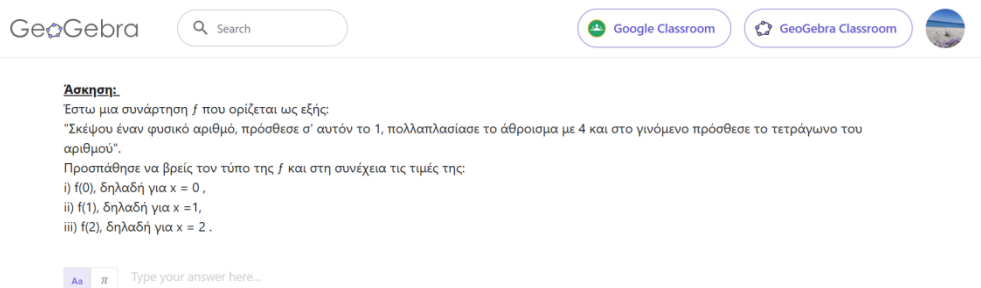 GeoGebra
Search
Google Classroom
GeoGebra Classroom
Άσκηση:
Έστω μια συνάρτηση f που ορίζεται ως εξής:
"Σκέψου έναν φυσικό αριθμό, πρόσθεσε σ' αυτόν το 1, πολλαπλασίασε το άθροισμα με 4 και στο γινόμενο πρόσθεσε το τετράγωνο του
αριθμού".
Προσπάθησε να βρείς τον τύπο της f και στη συνέχεια τις τιμές της:
i) f(0), δηλαδή για x = 0 ,
ii) f(1), δηλαδή για x =1,
iii) f(2), δηλαδή για x = 2 .
Aa π Type your answer here...